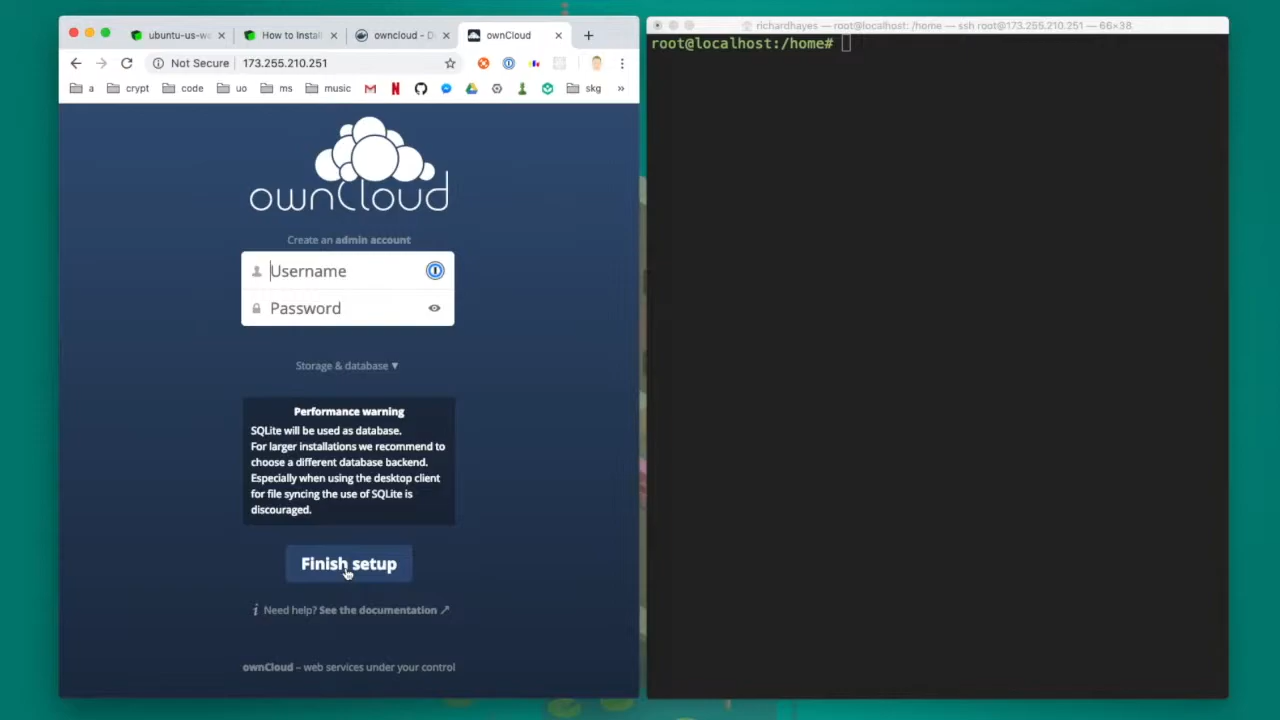 ubuntu-us-we
How to Instal
owncloud - D
ownCloud
Not Secure
173.255.210.251
a
crypt
code
uo
ms
music
skg
»
ownCloud
Create an admin account
Username
Password
Storage & database ▼
Performance warning
SQLite will be used as database.
For larger installations we recommend to
choose a different database backend.
Especially when using the desktop client
for file syncing the use of SQLite is
discouraged.
Finish setup
Need help? See the documentation ↗
ownCloud – web services under your control
richardhayes — root@localhost: /home — ssh root@173.255.210.251 — 66×38
root@localhost:/home#